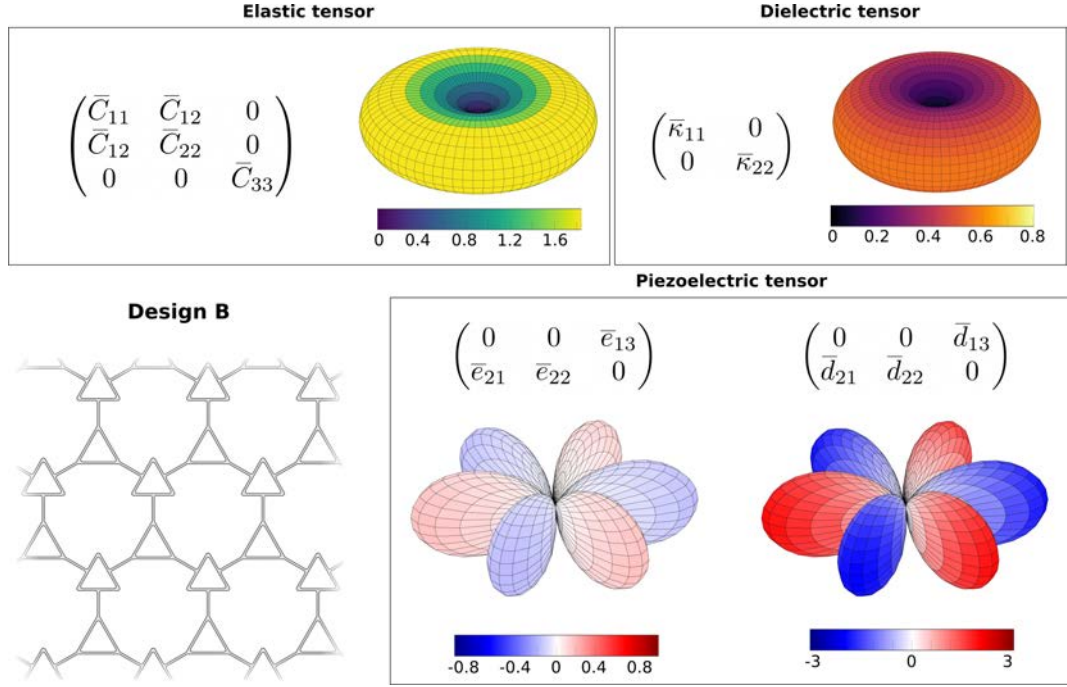 Elastic tensor
C̅₁₁ C̅₁₂ 0
C̅₁₂ C̅₂₂ 0
0 0 C̅₃₃
0 0.4 0.8 1.2 1.6
Dielectric tensor
κ̅₁₁ 0
0 κ̅₂₂
0 0.2 0.4 0.6 0.8
Design B
Piezoelectric tensor
0 0 e̅₁₃
e̅₂₁ e̅₂₂ 0
-0.8 -0.4 0 0.4 0.8
0 0 d̅₁₃
d̅₂₁ d̅₂₂ 0
-3 0 3